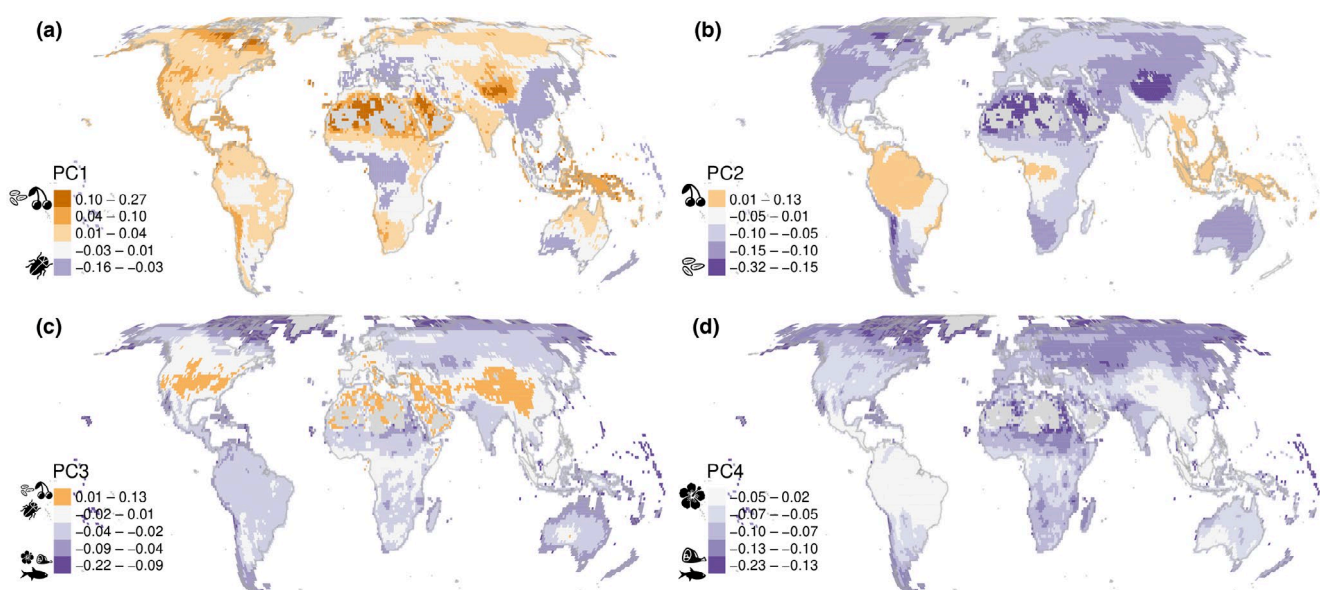 (a)
PC1
0.10 – 0.27
0.04 – 0.10
0.01 – 0.04
−0.03 – 0.01
−0.16 – −0.03
(b)
PC2
0.01 – 0.13
−0.05 – 0.01
−0.10 – −0.05
−0.15 – −0.10
−0.32 – −0.15
(c)
PC3
0.01 – 0.13
−0.02 – 0.01
−0.04 – −0.02
−0.09 – −0.04
−0.22 – −0.09
(d)
PC4
−0.05 – 0.02
−0.07 – −0.05
−0.10 – −0.07
−0.13 – −0.10
−0.23 – −0.13